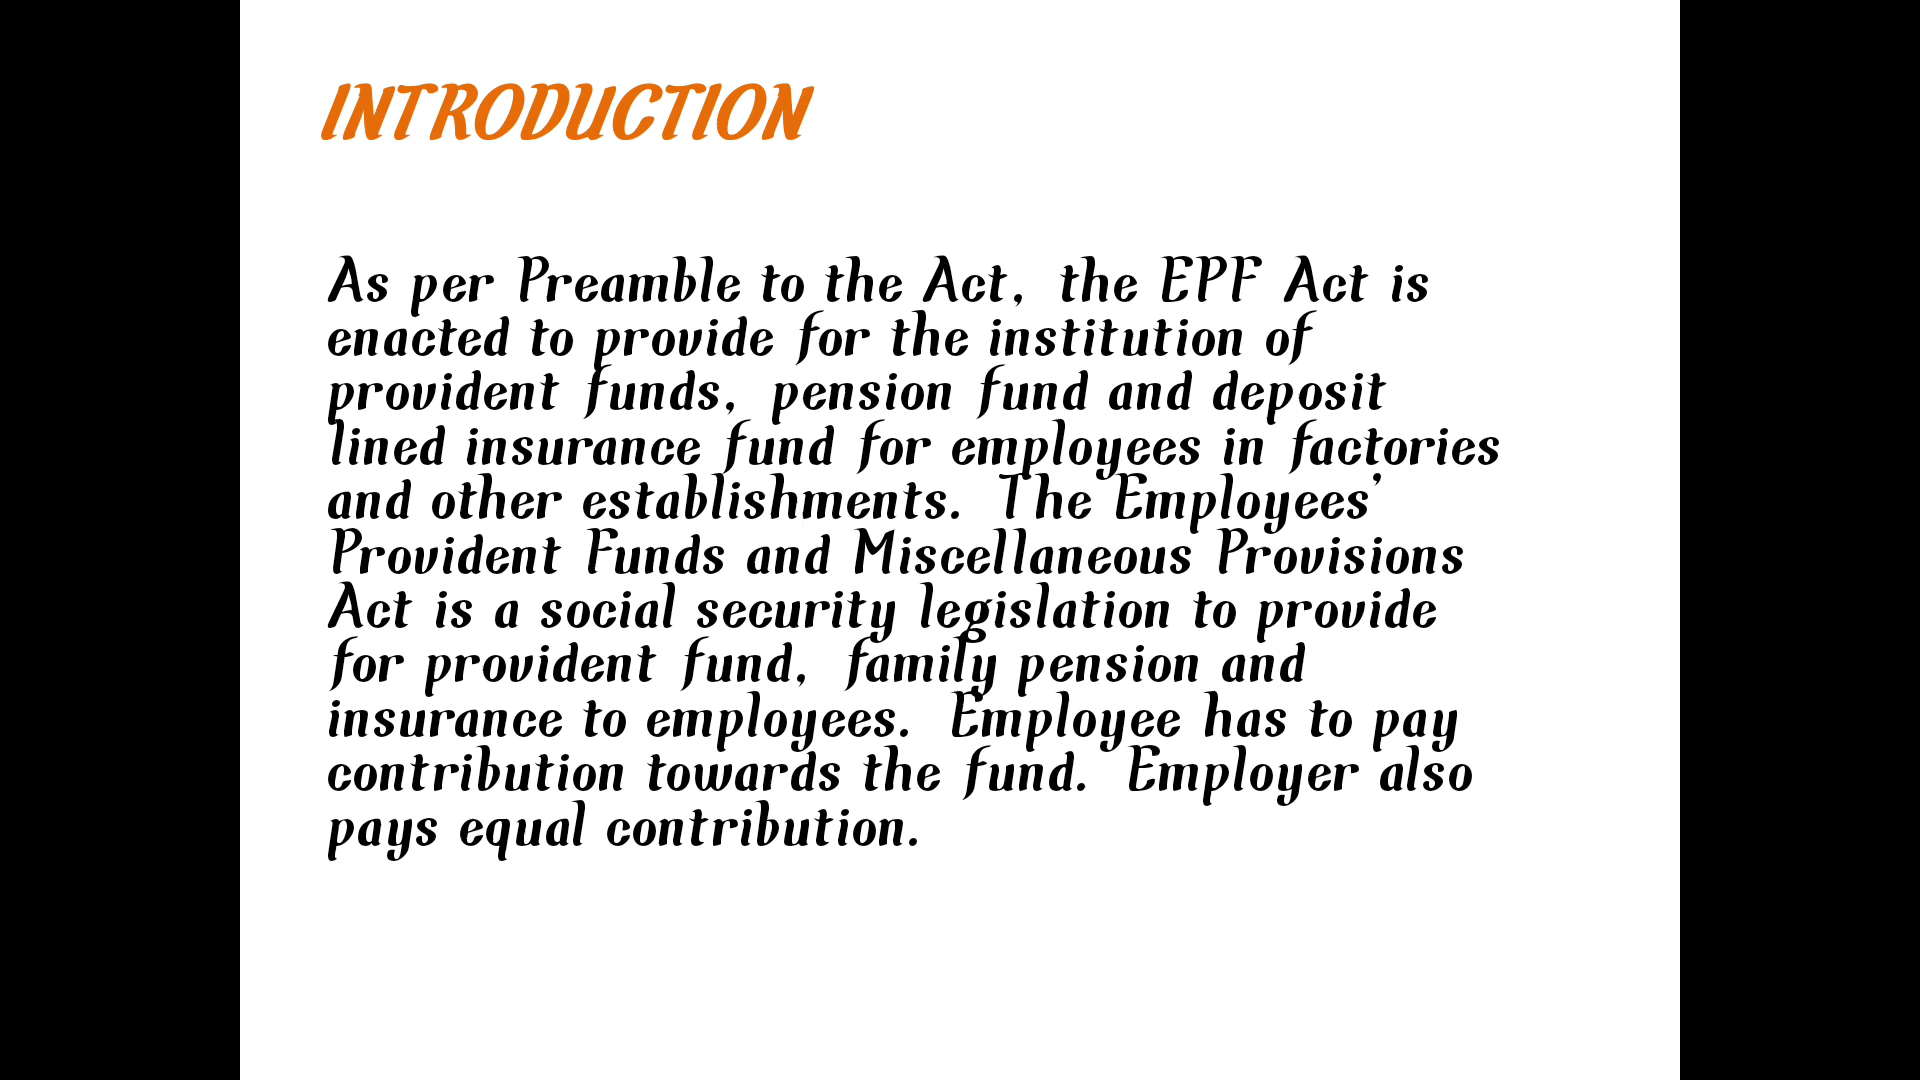 INTRODUCTION
As per Preamble to the Act, the EPF Act is
enacted to provide for the institution of
provident funds, pension fund and deposit
lined insurance fund for employees in factories
and other establishments. The Employees’
Provident Funds and Miscellaneous Provisions
Act is a social security legislation to provide
for provident fund, family pension and
insurance to employees. Employee has to pay
contribution towards the fund. Employer also
pays equal contribution.